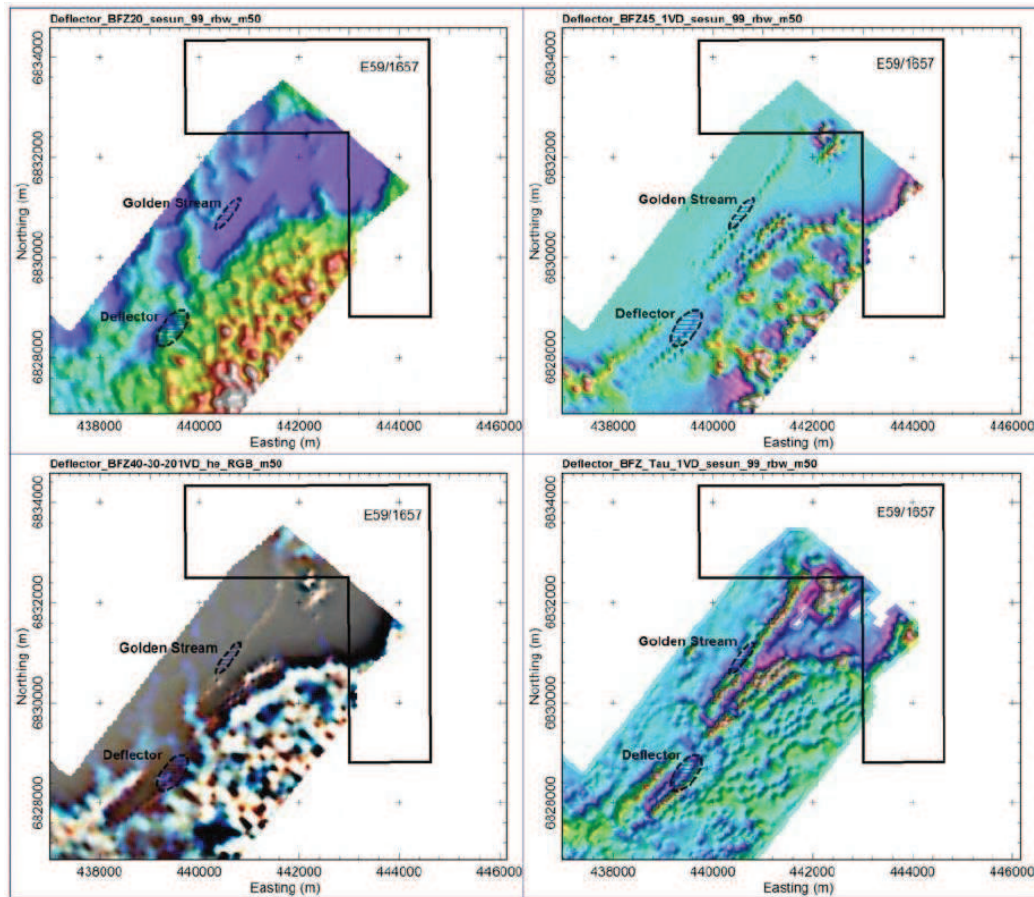 Deflector_BFZ20_sesun_99_rbw_m50
E59/1657
Golden Stream
Deflector
Northing (m)
6834000
6832000
6830000
6828000
438000 440000 442000 444000 446000
Easting (m)
Deflector_BFZ45_1VD_sesun_99_rbw_m50
E59/1657
Golden Stream
Deflector
Northing (m)
6834000
6832000
6830000
6828000
438000 440000 442000 444000 446000
Easting (m)
Deflector_BFZ40-30-201VD_he_RGB_m50
E59/1657
Golden Stream
Deflector
Northing (m)
6834000
6832000
6830000
6828000
438000 440000 442000 444000 446000
Easting (m)
Deflector_BFZ_Tau_1VD_sesun_99_rbw_m50
E59/1657
Golden Stream
Deflector
Northing (m)
6834000
6832000
6830000
6828000
438000 440000 442000 444000 446000
Easting (m)